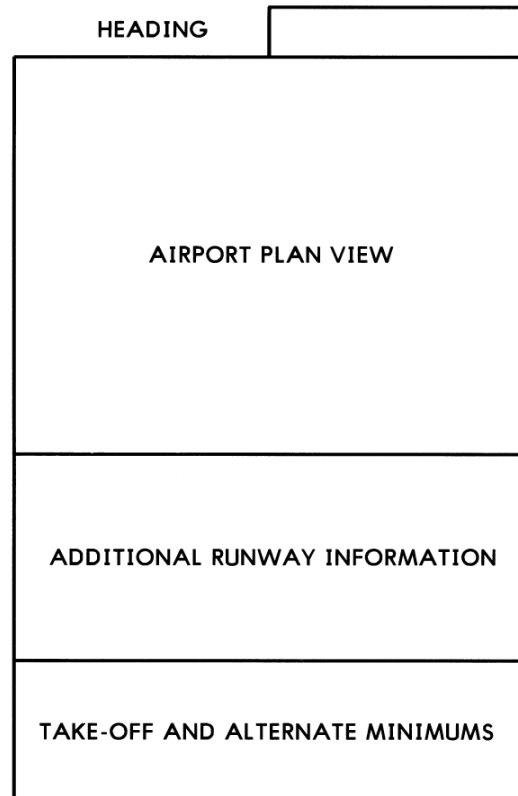 HEADING
AIRPORT PLAN VIEW
ADDITIONAL RUNWAY INFORMATION
TAKE-OFF AND ALTERNATE MINIMUMS